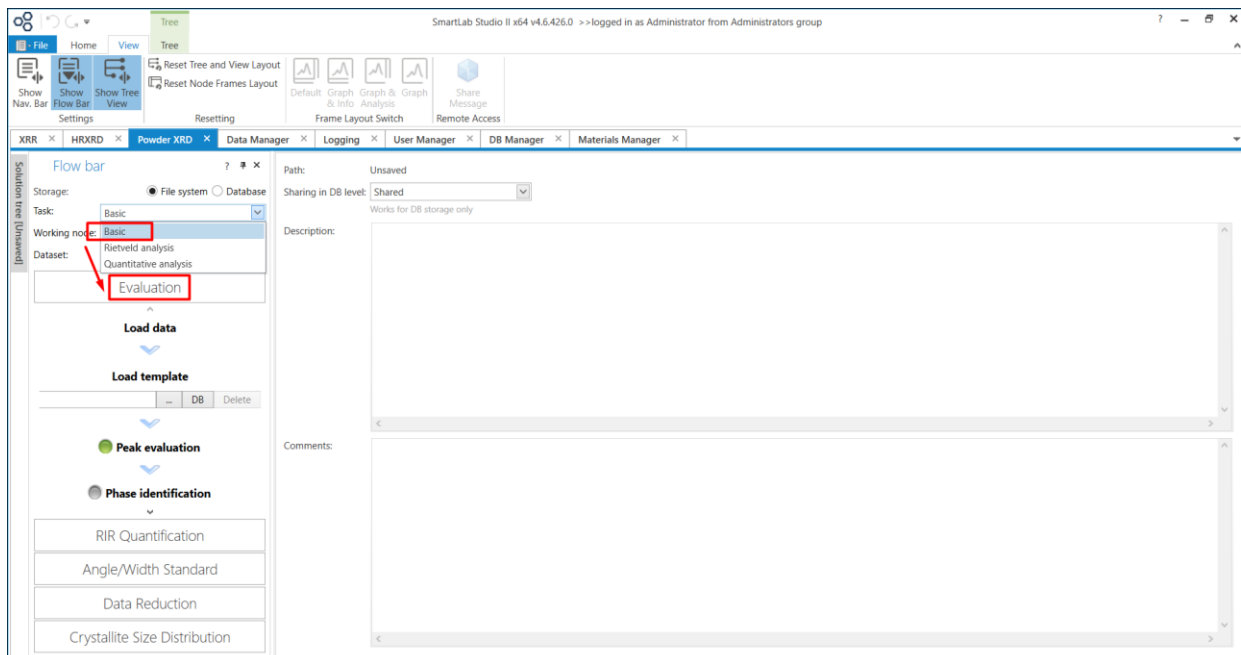 SmartLab Studio II x64 v4.6.426.0 >>logged in as Administrator from Administrators group
Tree
File Home View Tree
Show Nav. Bar
Show Flow Bar
Show Tree View
Settings
Reset Tree and View Layout
Reset Node Frames Layout
Resetting
Default
Graph & Info
Graph & Analysis
Graph
Frame Layout Switch
Share Message
Remote Access
XRR HRXRD Powder XRD Data Manager Logging User Manager DB Manager Materials Manager
Solution tree [Unsaved]
Flow bar
Storage: File system Database
Task: Basic
Working node: Basic
Rietveld analysis
Dataset:
Quantitative analysis
Evaluation
Load data
Load template
... DB Delete
Peak evaluation
Phase identification
RIR Quantification
Angle/Width Standard
Data Reduction
Crystallite Size Distribution
Path: Unsaved
Sharing in DB level: Shared
Works for DB storage only
Description:
Comments: